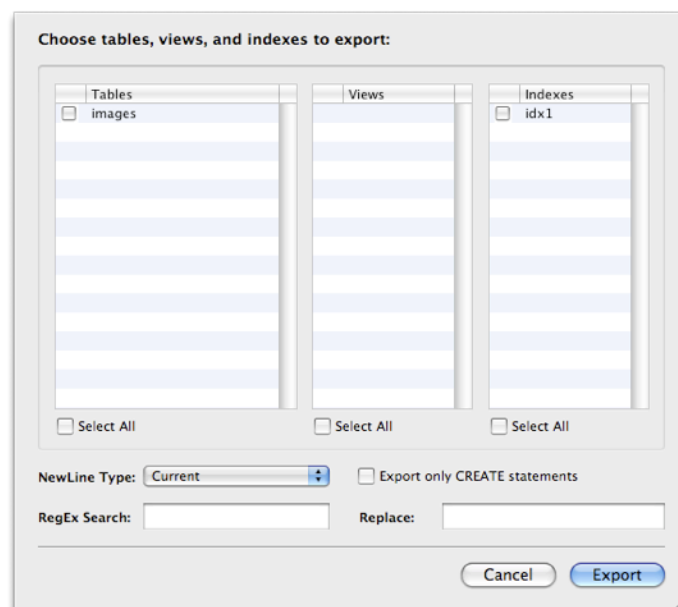 Choose tables, views, and indexes to export:
Tables Views Indexes
images idx1
Select All Select All Select All
NewLine Type: Current Export only CREATE statements
RegEx Search: Replace:
Cancel Export